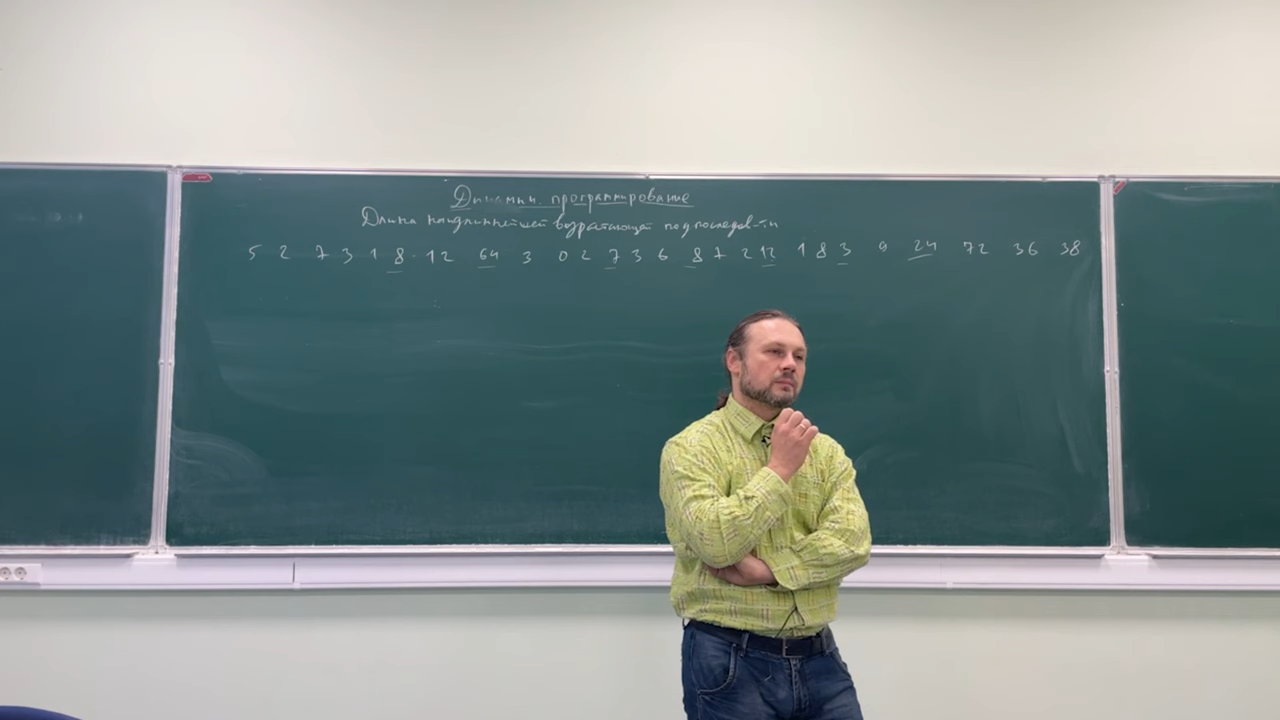 Динамич. программирование
Длина наидлиннейшей возрастающей подпоследов-ти
5 2 7 3 1 8 12 64 3 0 2 7 3 6 8 7 2 12 1 8 3 9 24 72 36 38